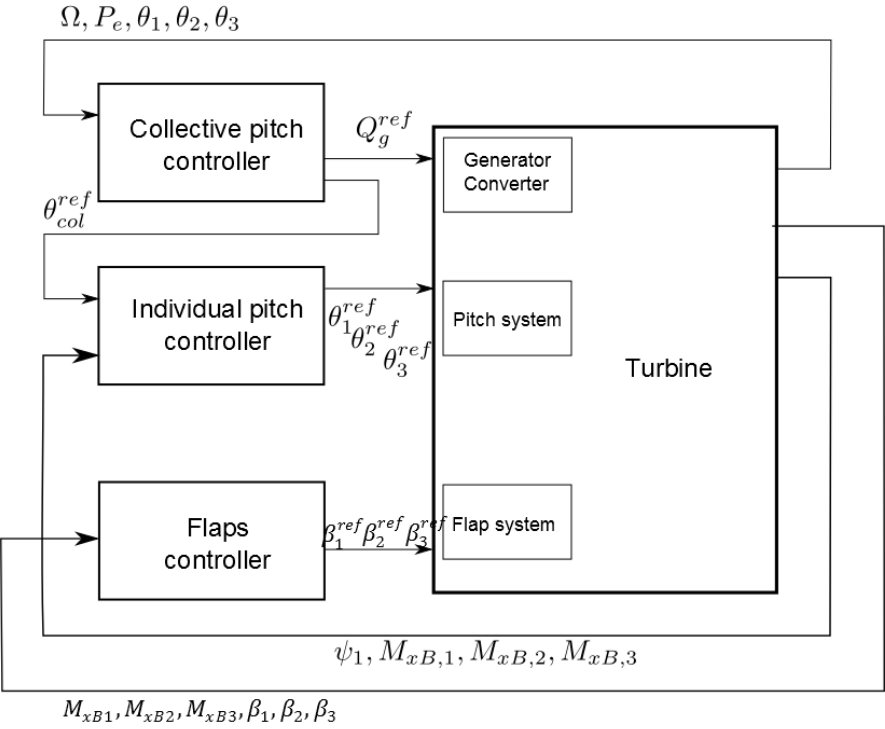 Ω, P_e, θ_1, θ_2, θ_3
Collective pitch
controller
Q_g^{ref}
Generator
Converter
θ_{col}^{ref}
Individual pitch
controller
θ_1^{ref}
θ_2^{ref}
θ_3^{ref}
Pitch system
Turbine
Flaps
controller
β_1^{ref} β_2^{ref} β_3^{ref}
Flap system
ψ_1, M_{xB,1}, M_{xB,2}, M_{xB,3}
M_{xB1}, M_{xB2}, M_{xB3}, β_1, β_2, β_3